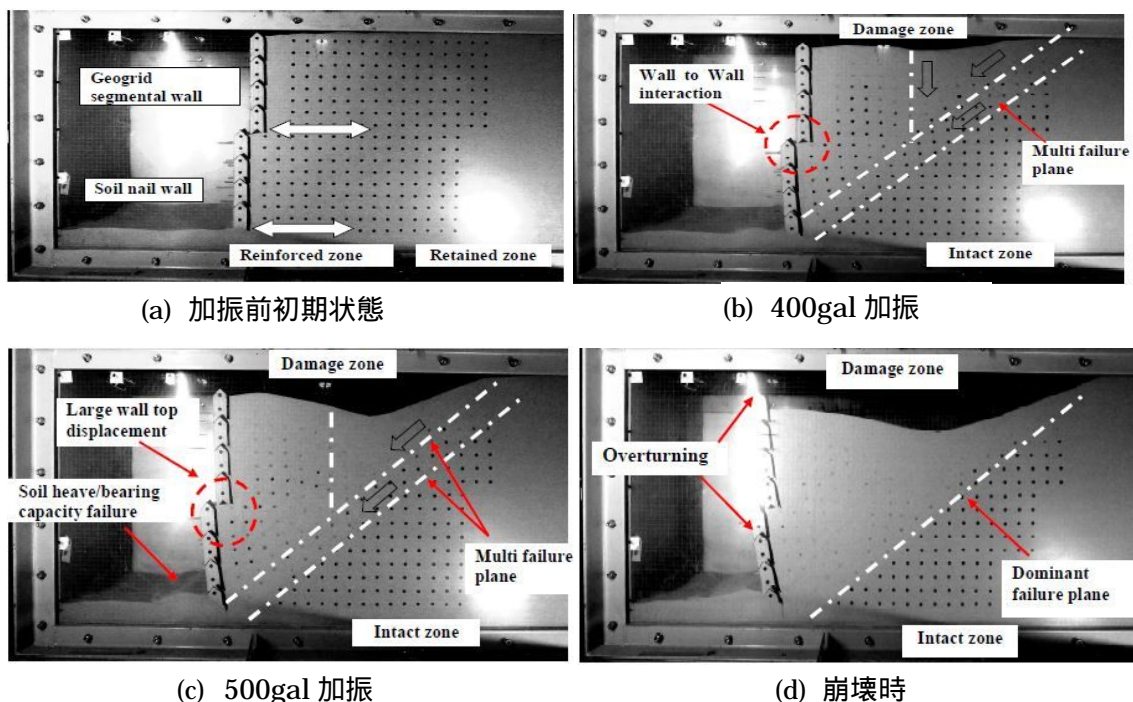 Geogrid
segmental wall
Soil nail wall
Reinforced zone
Retained zone
(a) 加振前初期状態
Damage zone
Wall to Wall
interaction
Multi failure
plane
Intact zone
(b) 400gal 加振
Damage zone
Large wall top
displacement
Soil heave/bearing
capacity failure
Multi failure
plane
Intact zone
(c) 500gal 加振
Damage zone
Overturning
Dominant
failure plane
Intact zone
(d) 崩壊時